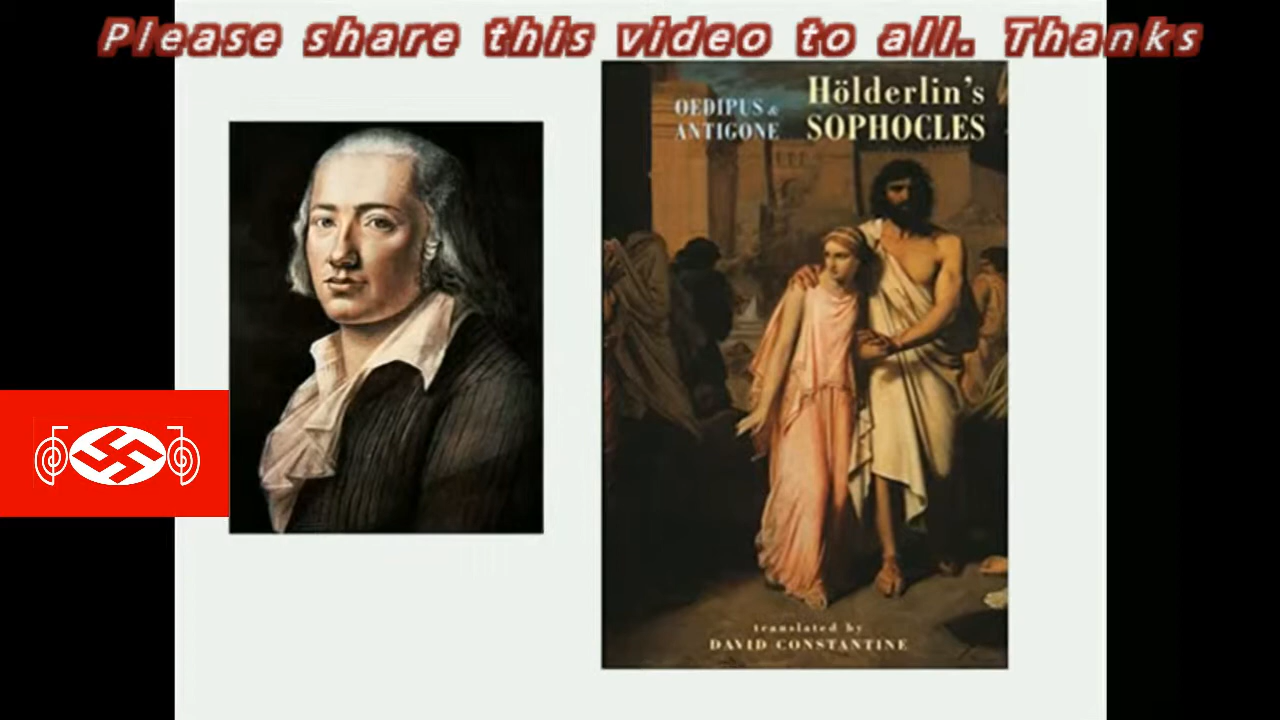 Please share this video to all. Thanks
OEDIPUS &
ANTIGONE
Hölderlin's
SOPHOCLES
translated by
DAVID CONSTANTINE